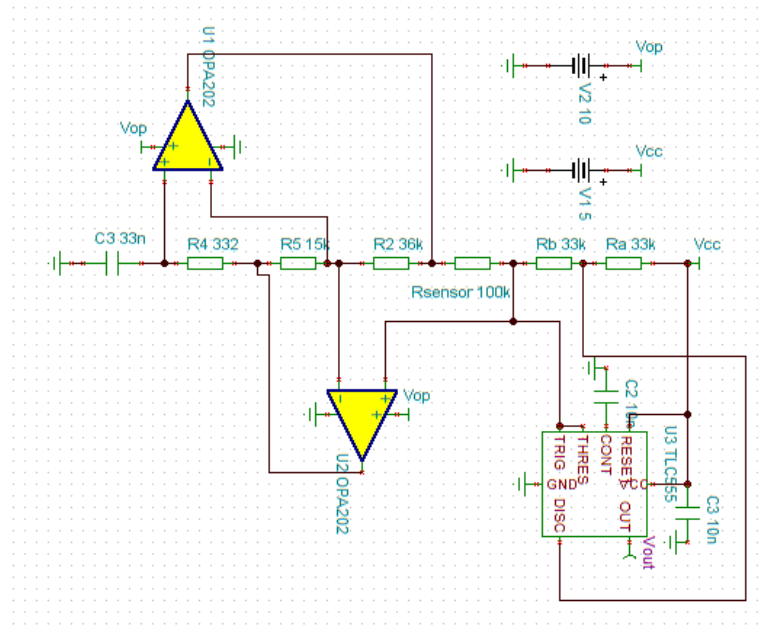 U1 OPA202
Vop
Vop
V2 10
Vcc
V1 5
C3 33n
R4 332
R5 15k
R2 36k
Rsensor 100k
Rb 33k
Ra 33k
Vcc
Vop
U2 OPA202
C2 10n
U3 TLC555
TRIG
THRES
CONT
RESET
GND
VCC
DISC
OUT
C3 10n
Vout